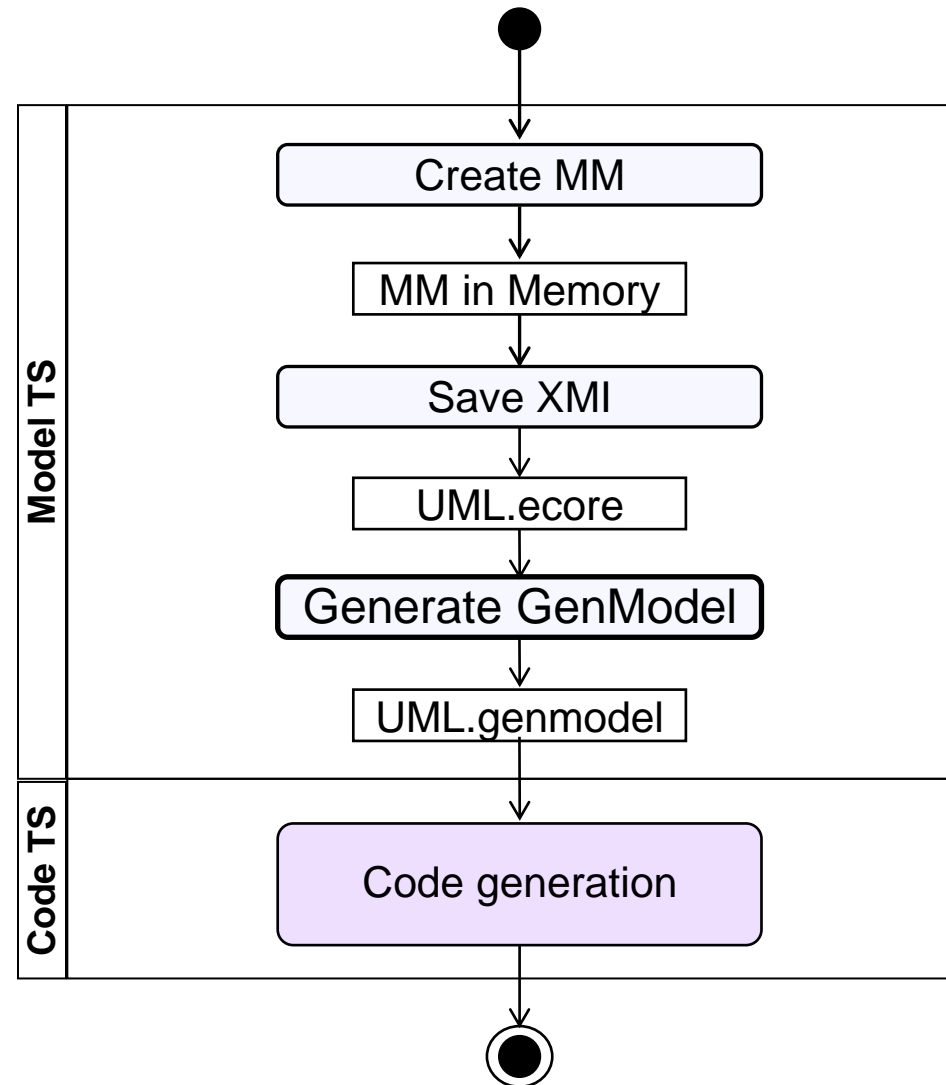 Create MM
MM in Memory
Save XMI
UML.ecore
Generate GenModel
UML.genmodel
Model TS
Code generation
Code TS